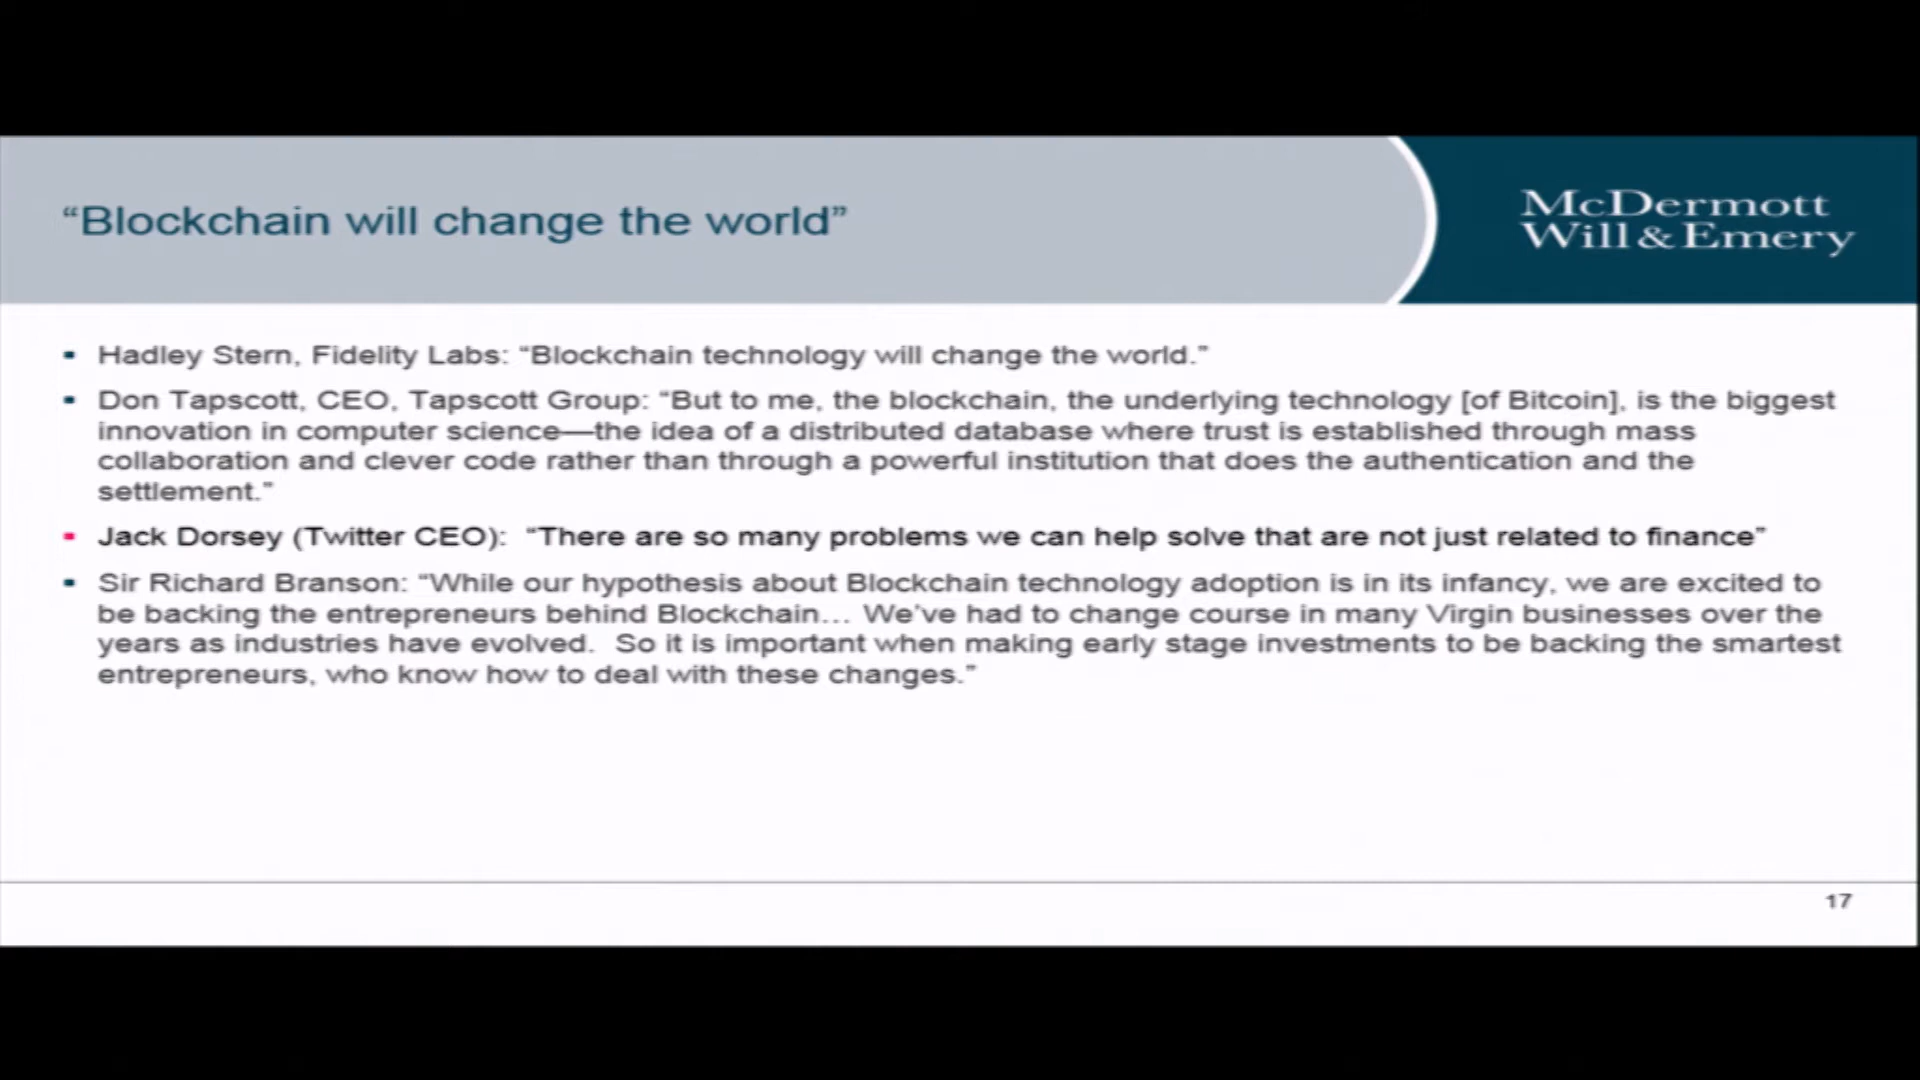 “Blockchain will change the world”
McDermott
Will & Emery
▪ Hadley Stern, Fidelity Labs: “Blockchain technology will change the world.”
▪ Don Tapscott, CEO, Tapscott Group: “But to me, the blockchain, the underlying technology [of Bitcoin], is the biggest
innovation in computer science—the idea of a distributed database where trust is established through mass
collaboration and clever code rather than through a powerful institution that does the authentication and the
settlement.”
▪ Jack Dorsey (Twitter CEO):  “There are so many problems we can help solve that are not just related to finance”
▪ Sir Richard Branson: “While our hypothesis about Blockchain technology adoption is in its infancy, we are excited to
be backing the entrepreneurs behind Blockchain… We’ve had to change course in many Virgin businesses over the
years as industries have evolved.  So it is important when making early stage investments to be backing the smartest
entrepreneurs, who know how to deal with these changes.”
17